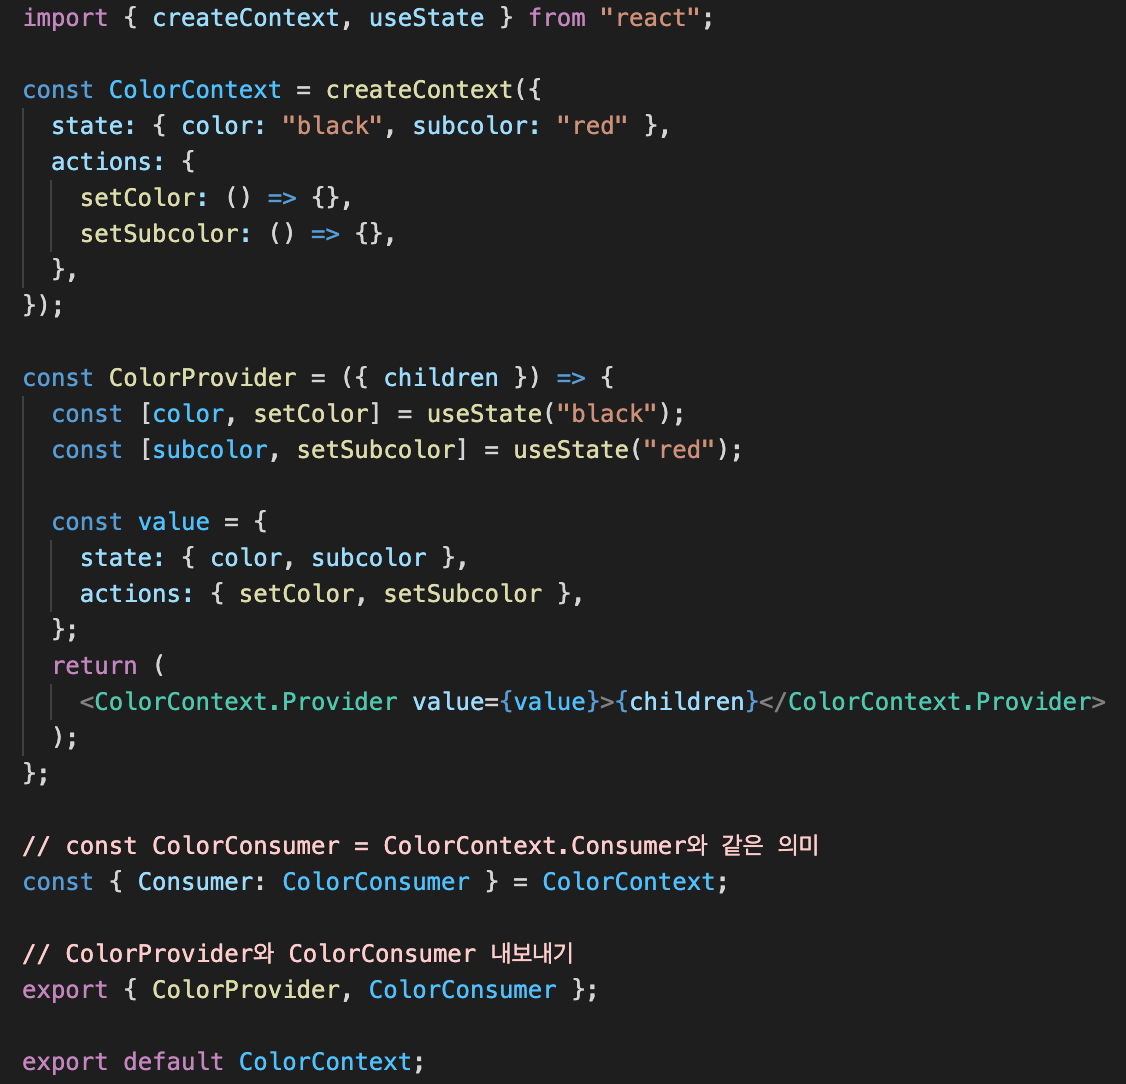 import { createContext, useState } from "react";
const ColorContext = createContext({
  state: { color: "black", subcolor: "red" },
  actions: {
    setColor: () => {},
    setSubcolor: () => {},
  },
});
const ColorProvider = ({ children }) => {
  const [color, setColor] = useState("black");
  const [subcolor, setSubcolor] = useState("red");
  const value = {
    state: { color, subcolor },
    actions: { setColor, setSubcolor },
  };
  return (
    <ColorContext.Provider value={value}>{children}</ColorContext.Provider>
  );
};
// const ColorConsumer = ColorContext.Consumer와 같은 의미
const { Consumer: ColorConsumer } = ColorContext;
// ColorProvider와 ColorConsumer 내보내기
export { ColorProvider, ColorConsumer };
export default ColorContext;